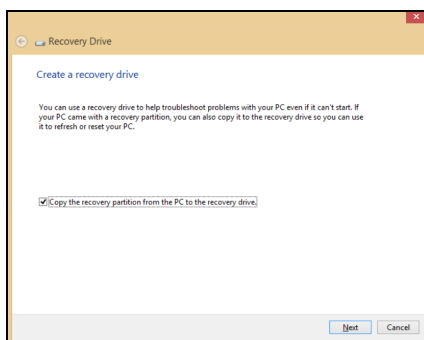 Recovery Drive
Create a recovery drive
You can use a recovery drive to help troubleshoot problems with your PC even if it can't start. If
your PC came with a recovery partition, you can also copy it to the recovery drive so you can use
it to refresh or reset your PC.
Copy the recovery partition from the PC to the recovery drive.
Next Cancel